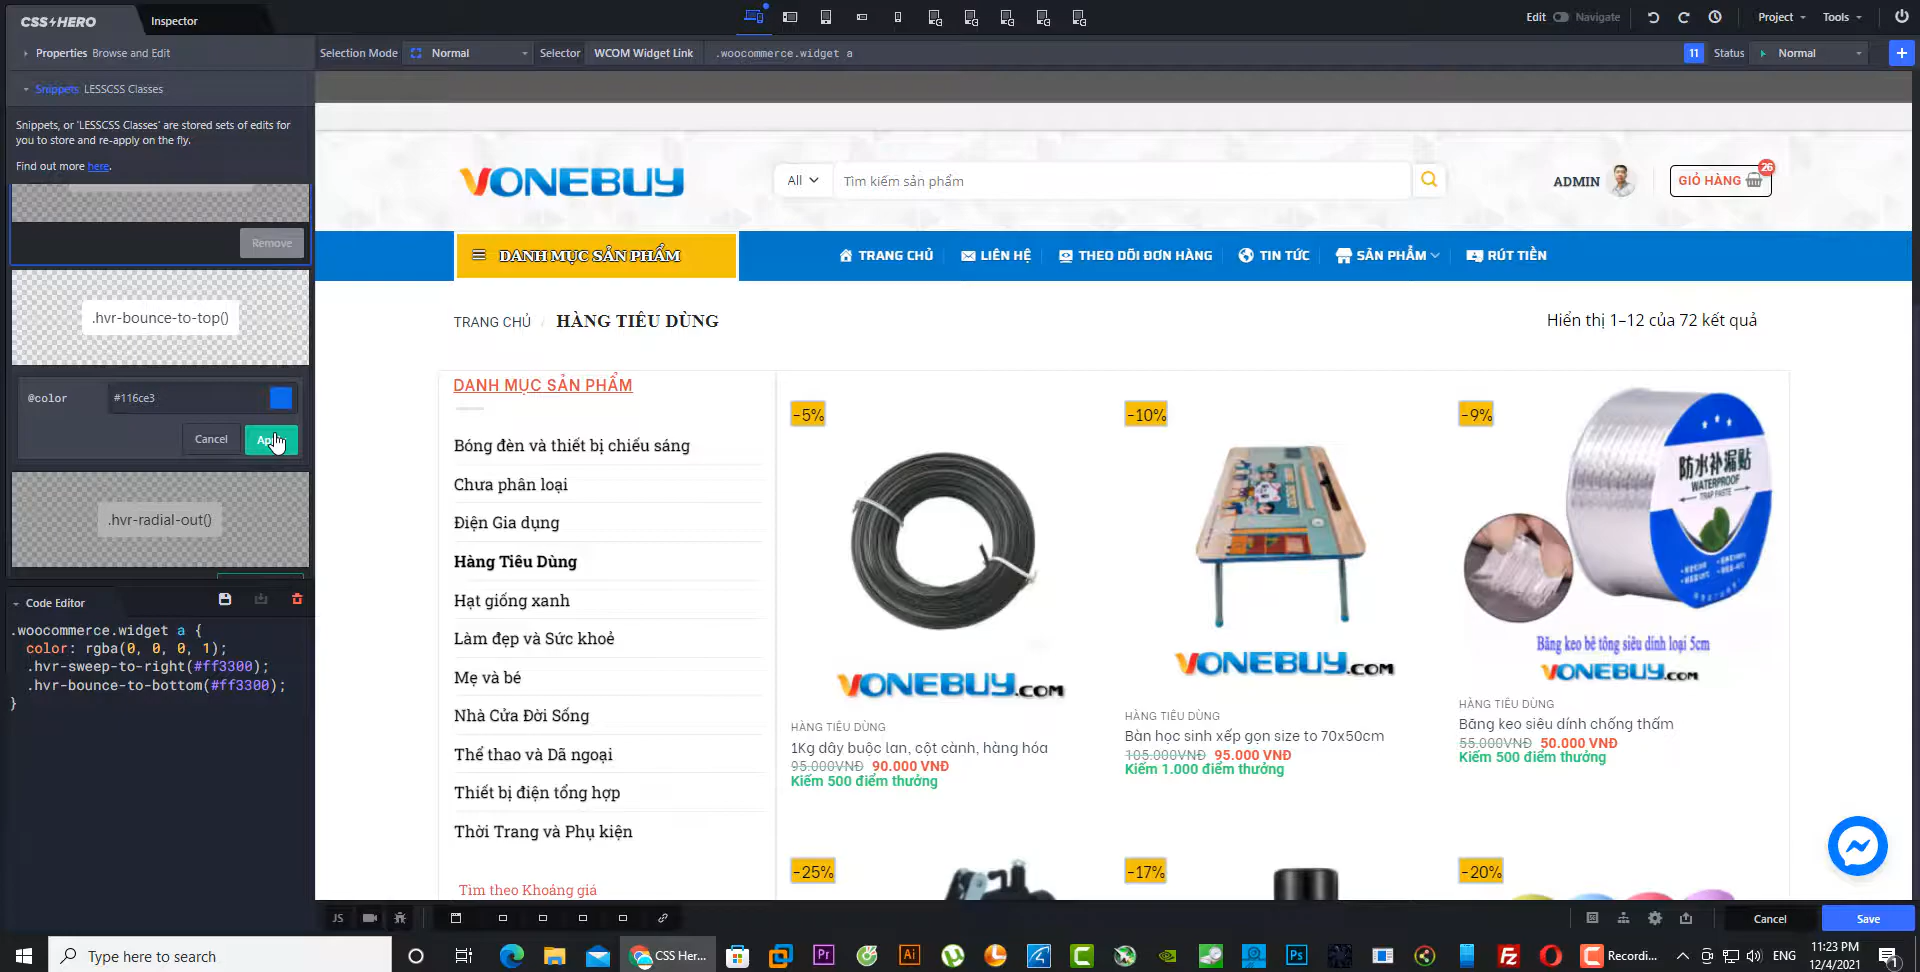 CSS HERO
Inspector
Edit Navigate
Project
Tools
Properties Browse and Edit
Selection Mode Normal Selector WCOM Widget Link .woocommerce.widget a
11 Status Normal +
Snippets LESSCSS Classes
Snippets, or 'LESSCSS Classes' are stored sets of edits for
you to store and re-apply on the fly.
Find out more here.
Remove
.hvr-bounce-to-top()
@color #116ce3
Cancel
.hvr-radial-out()
Code Editor
.woocommerce.widget a {
color: rgba(0, 0, 0, 1);
.hvr-sweep-to-right(#ff3300);
.hvr-bounce-to-bottom(#ff3300);
}
VONEBUY
All Tìm kiếm sản phẩm
ADMIN
GIỎ HÀNG 26
DANH MỤC SẢN PHẨM
TRANG CHỦ LIÊN HỆ THEO DÕI ĐƠN HÀNG TIN TỨC SẢN PHẨM RÚT TIỀN
TRANG CHỦ / HÀNG TIÊU DÙNG
Hiển thị 1–12 của 72 kết quả
DANH MỤC SẢN PHẨM
Bóng đèn và thiết bị chiếu sáng
Chưa phân loại
Điện Gia dụng
Hàng Tiêu Dùng
Hạt giống xanh
Làm đẹp và Sức khoẻ
Mẹ và bé
Nhà Cửa Đời Sống
Thể thao và Dã ngoại
Thiết bị điện tổng hợp
Thời Trang và Phụ kiện
Tìm theo Khoảng giá
-5%
VONEBUY.COM
HÀNG TIÊU DÙNG
1Kg dây buộc lan, cột cành, hàng hóa
95.000VNĐ 90.000 VNĐ
Kiếm 500 điểm thưởng
-10%
VONEBUY.COM
HÀNG TIÊU DÙNG
Bàn học sinh xếp gọn size to 70x50cm
105.000VNĐ 95.000 VNĐ
Kiếm 1.000 điểm thưởng
-9%
防水补漏贴
WATERPROOF
TRAP PASTE
Băng keo bê tông siêu dính loại 5cm
VONEBUY.COM
HÀNG TIÊU DÙNG
Băng keo siêu dính chống thấm
55.000VNĐ 50.000 VNĐ
Kiếm 500 điểm thưởng
-25%
-17%
-20%
JS
Cancel
Save
Type here to search
CSS Her...
Recordi...
ENG
11:23 PM
12/4/2021
1